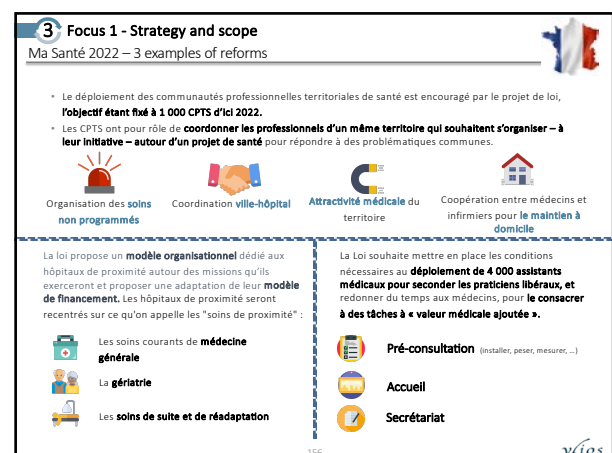 3 Focus 1 - Strategy and scope
Ma Santé 2022 – 3 examples of reforms
• Le déploiement des communautés professionnelles territoriales de santé est encouragé par le projet de loi,
l'objectif étant fixé à 1 000 CPTS d'ici 2022.
• Les CPTS ont pour rôle de coordonner les professionnels d'un même territoire qui souhaitent s'organiser – à
leur initiative – autour d'un projet de santé pour répondre à des problématiques communes.
Organisation des soins
non programmés
Coordination ville-hôpital
Attractivité médicale du
territoire
Coopération entre médecins et
infirmiers pour le maintien à
domicile
La loi propose un modèle organisationnel dédié aux
hôpitaux de proximité autour des missions qu'ils
exerceront et proposer une adaptation de leur modèle
de financement. Les hôpitaux de proximité seront
recentrés sur ce qu'on appelle les "soins de proximité" :
Les soins courants de médecine
générale
La gériatrie
Les soins de suite et de réadaptation
La Loi souhaite mettre en place les conditions
nécessaires au déploiement de 4 000 assistants
médicaux pour seconder les praticiens libéraux, et
redonner du temps aux médecins, pour le consacrer
à des tâches à « valeur médicale ajoutée ».
Pré-consultation (installer, peser, mesurer, ...)
Accueil
Secrétariat
156